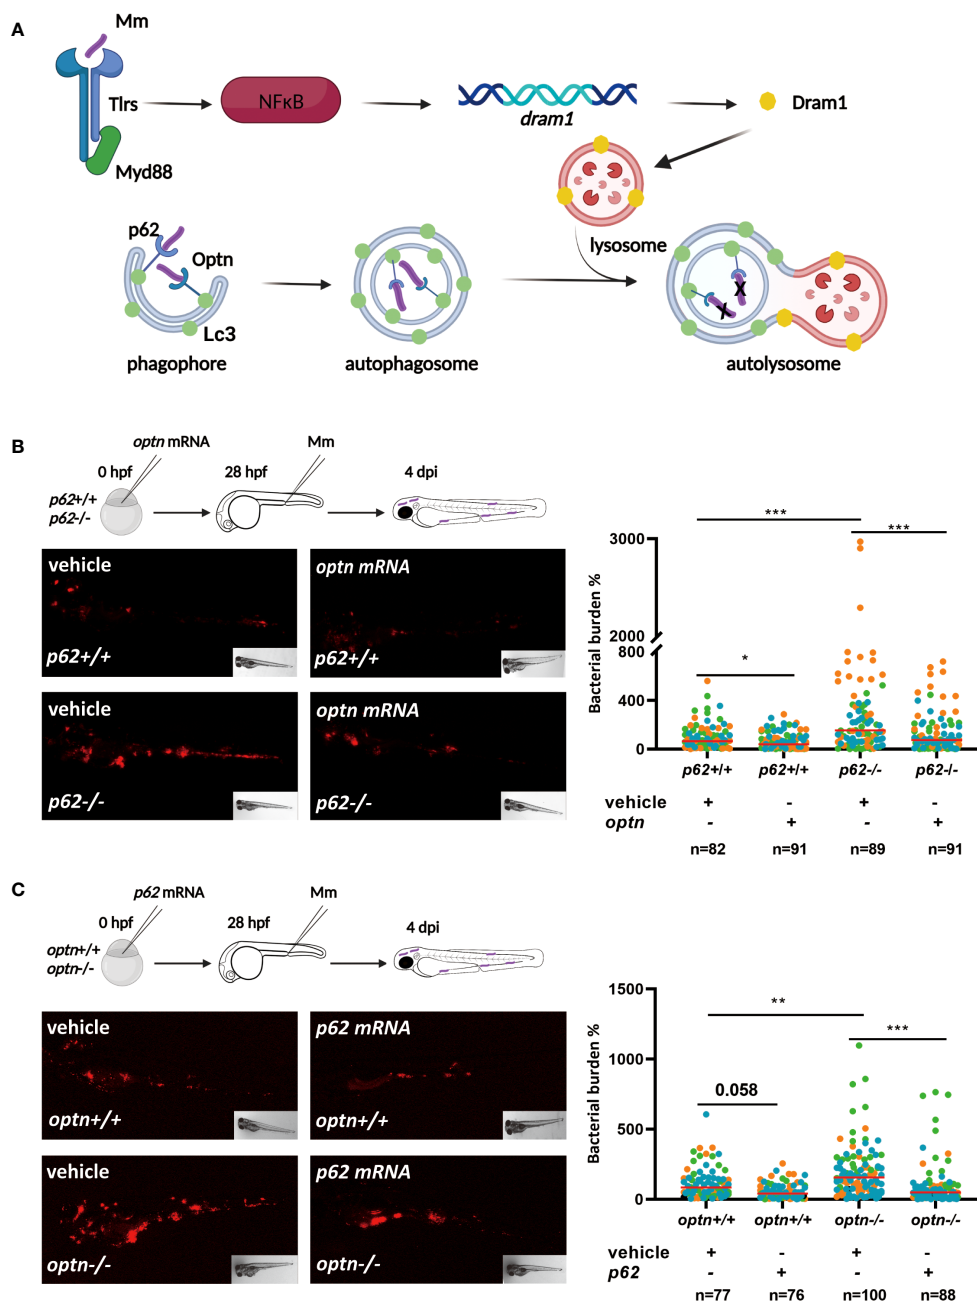 A
Mm
Tlrs
NFκB
dram1
Dram1
Myd88
p62
Optn
Lc3
lysosome
phagophore
autophagosome
autolysosome
X
X
B
optn mRNA
Mm
0 hpf
28 hpf
4 dpi
p62+/+
p62-/-
vehicle
p62+/+
optn mRNA
p62+/+
vehicle
p62-/-
optn mRNA
p62-/-
Bacterial burden %
3000
2000
800
400
0
***
***
*
p62+/+ p62+/+ p62-/- p62-/-
vehicle + - + -
optn - + - +
n=82 n=91 n=89 n=91
C
p62 mRNA
Mm
0 hpf
28 hpf
4 dpi
optn+/+
optn-/-
vehicle
optn+/+
p62 mRNA
optn+/+
vehicle
optn-/-
p62 mRNA
optn-/-
Bacterial burden %
1500
1000
500
0
**
***
0.058
optn+/+ optn+/+ optn-/- optn-/-
vehicle + - + -
p62 - + - +
n=77 n=76 n=100 n=88